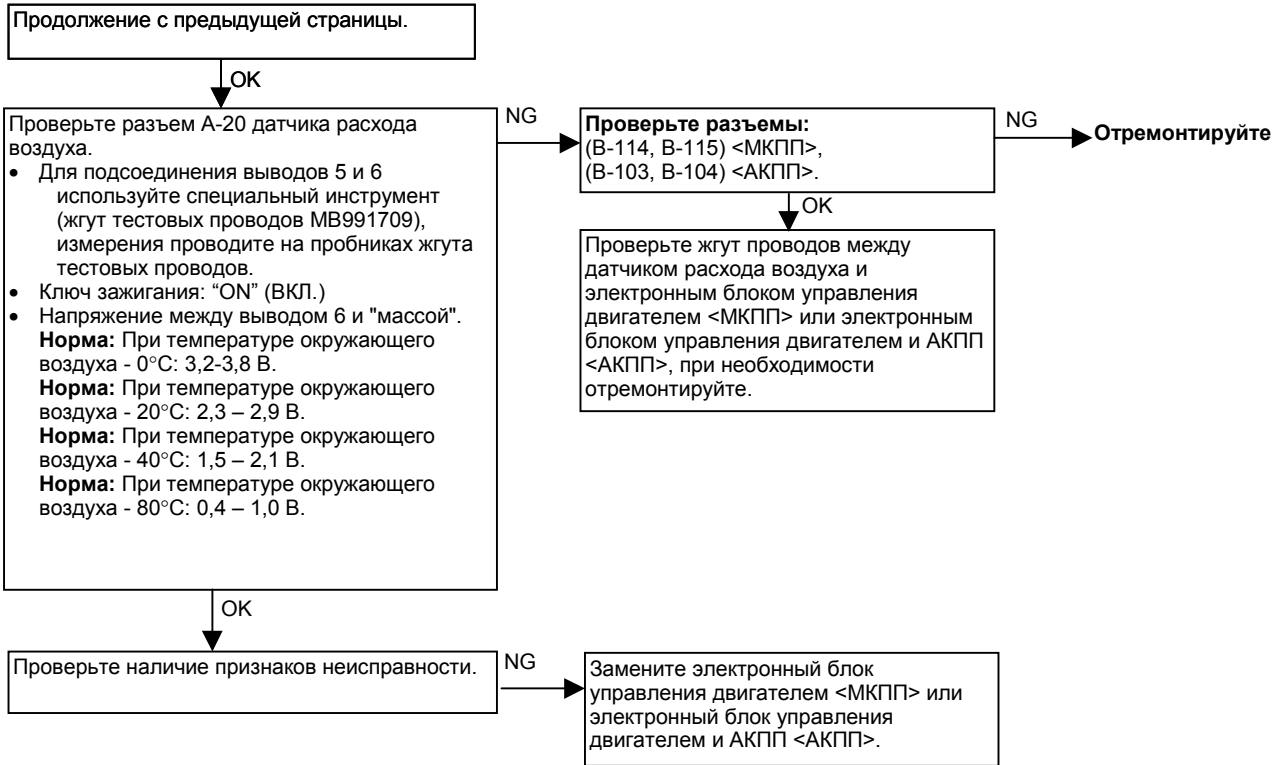 Продолжение с предыдущей страницы.
OK
Проверьте разъем А-20 датчика расхода
воздуха.
• Для подсоединения выводов 5 и 6
используйте специальный инструмент
(жгут тестовых проводов MB991709),
измерения проводите на пробниках жгута
тестовых проводов.
• Ключ зажигания: “ON” (ВКЛ.)
• Напряжение между выводом 6 и "массой".
Норма: При температуре окружающего
воздуха - 0°C: 3,2-3,8 В.
Норма: При температуре окружающего
воздуха - 20°C: 2,3 – 2,9 В.
Норма: При температуре окружающего
воздуха - 40°C: 1,5 – 2,1 В.
Норма: При температуре окружающего
воздуха - 80°C: 0,4 – 1,0 В.
NG
Проверьте разъемы:
(В-114, В-115) <МКПП>,
(В-103, В-104) <АКПП>.
NG
Отремонтируйте
OK
Проверьте жгут проводов между
датчиком расхода воздуха и
электронным блоком управления
двигателем <МКПП> или электронным
блоком управления двигателем и АКПП
<АКПП>, при необходимости
отремонтируйте.
OK
Проверьте наличие признаков неисправности.
NG
Замените электронный блок
управления двигателем <МКПП> или
электронный блок управления
двигателем и АКПП <АКПП>.